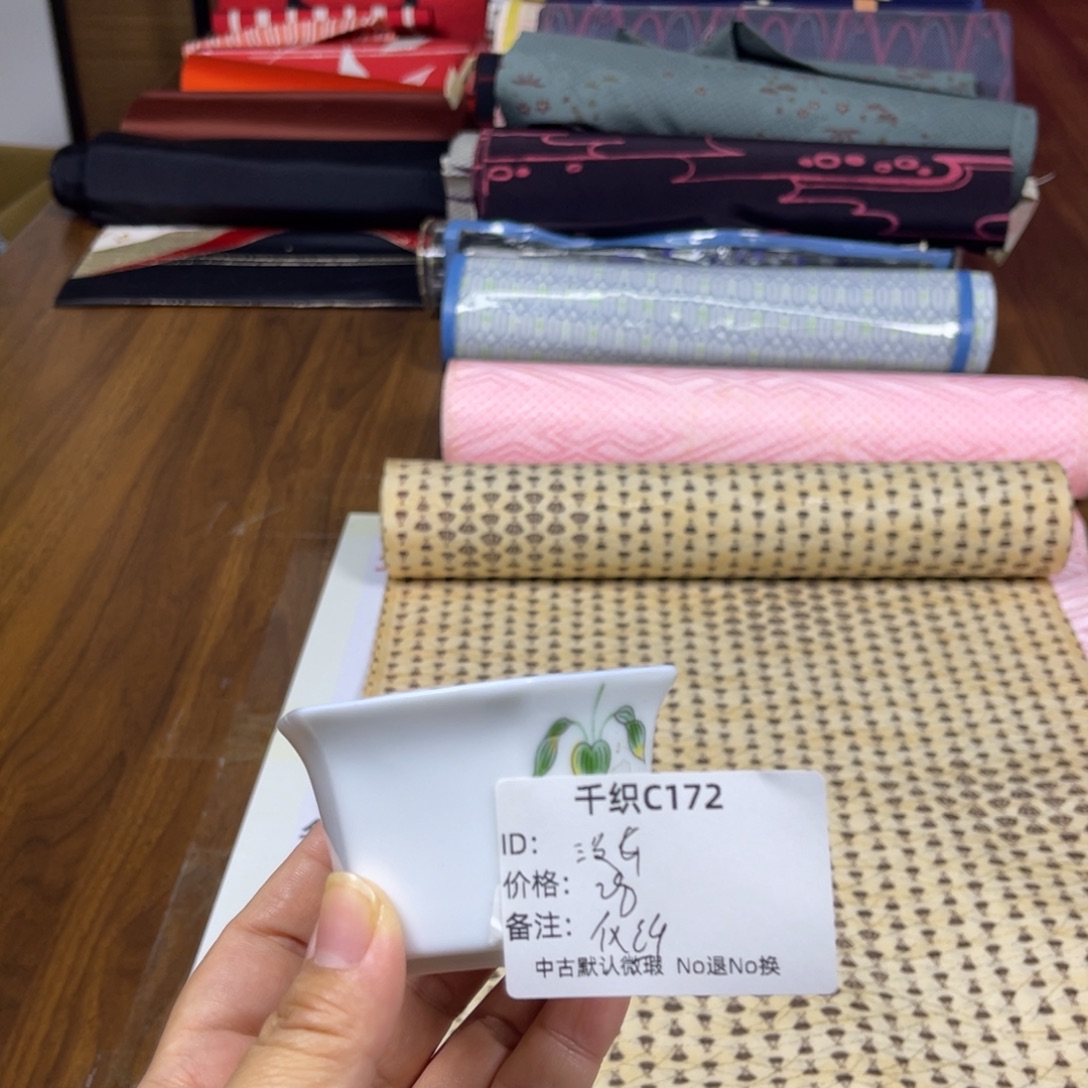 千织C172
ID:
价格: 28
备注:
中古默认微瑕 No退No换